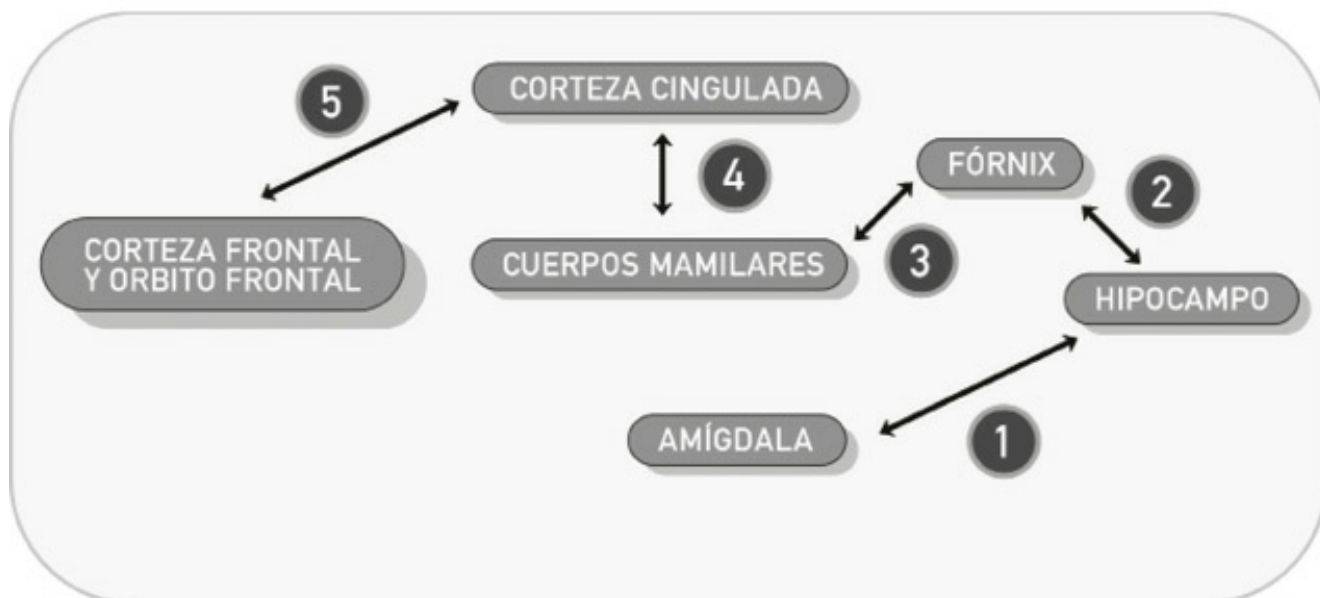 5
CORTEZA CINGULADA
4
FÓRNIX
2
CORTEZA FRONTAL
Y ORBITO FRONTAL
CUERPOS MAMILARES
3
HIPOCAMPO
AMÍGDALA
1